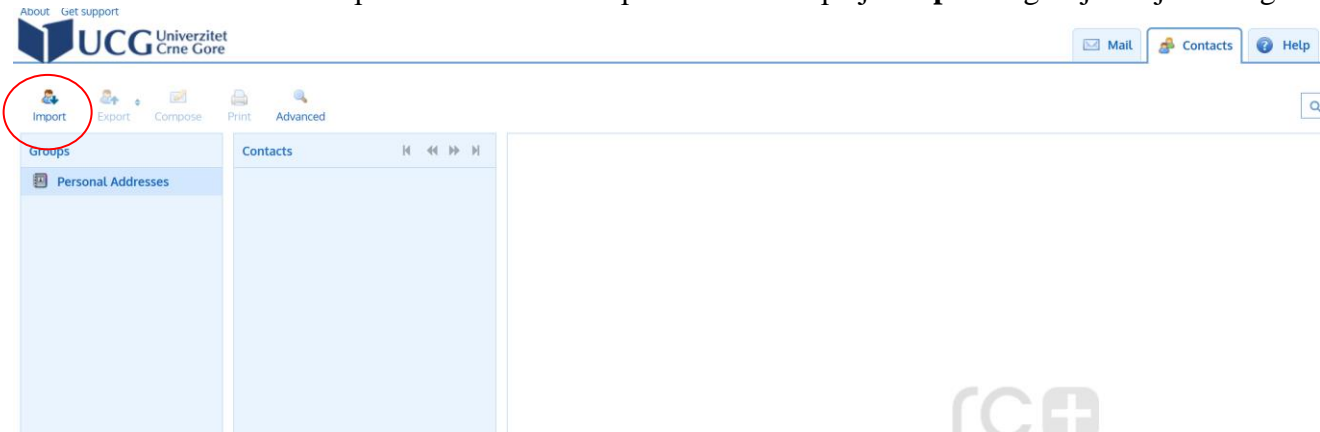 About Get support
UCG Univerzitet
Crne Gore
Mail Contacts Help
Import Export Compose Print Advanced
Groups Contacts
Personal Addresses
rc+